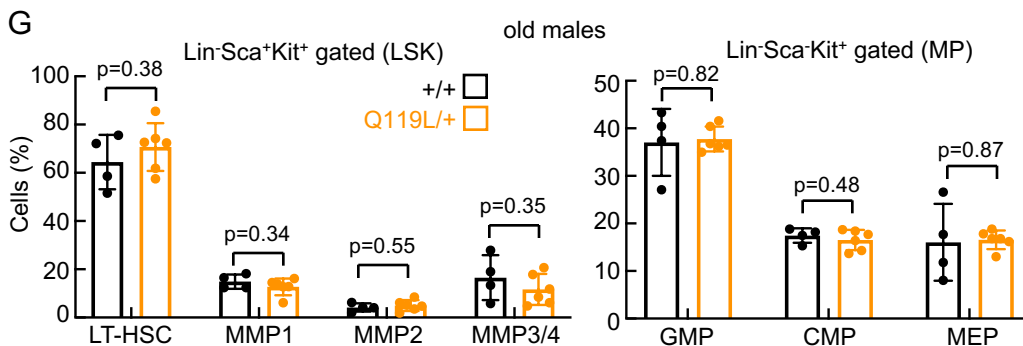 G
old males
Lin-Sca+Kit+ gated (LSK)
+/+
Q119L/+
Cells (%)
100
80
60
40
20
0
p=0.38
p=0.34
p=0.55
p=0.35
LT-HSC MMP1 MMP2 MMP3/4
Lin-Sca-Kit+ gated (MP)
50
40
30
20
10
0
p=0.82
p=0.48
p=0.87
GMP CMP MEP